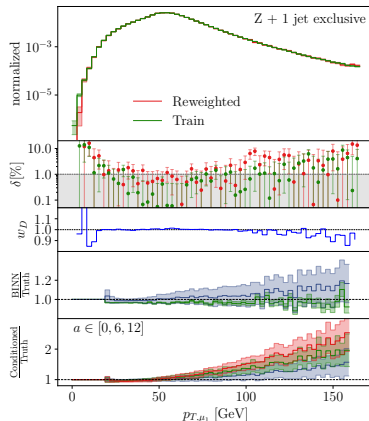 Z + 1 jet exclusive
normalized
10^{-3}
10^{-5}
Reweighted
Train
δ[%]
10.0
1.0
0.1
w_D
1.1
1.0
0.9
BINN
Truth
1.2
1.0
Conditioned
Truth
a ∈ [0, 6, 12]
2
1
0 50 100 150
p_{T,μ_1} [GeV]